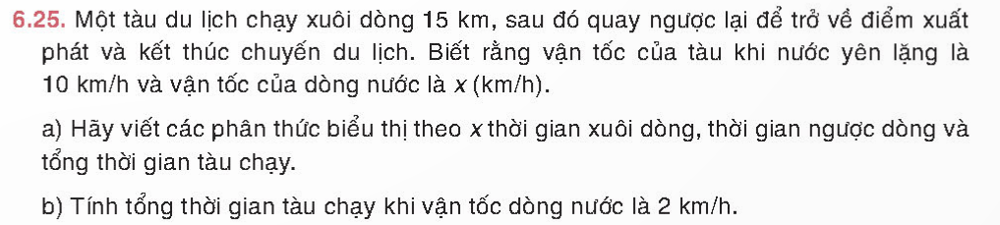 6.25. Một tàu du lịch chạy xuôi dòng 15 km, sau đó quay ngược lại để trở về điểm xuất
phát và kết thúc chuyến du lịch. Biết rằng vận tốc của tàu khi nước yên lặng là
10 km/h và vận tốc của dòng nước là x (km/h).
a) Hãy viết các phân thức biểu thị theo x thời gian xuôi dòng, thời gian ngược dòng và
tổng thời gian tàu chạy.
b) Tính tổng thời gian tàu chạy khi vận tốc dòng nước là 2 km/h.